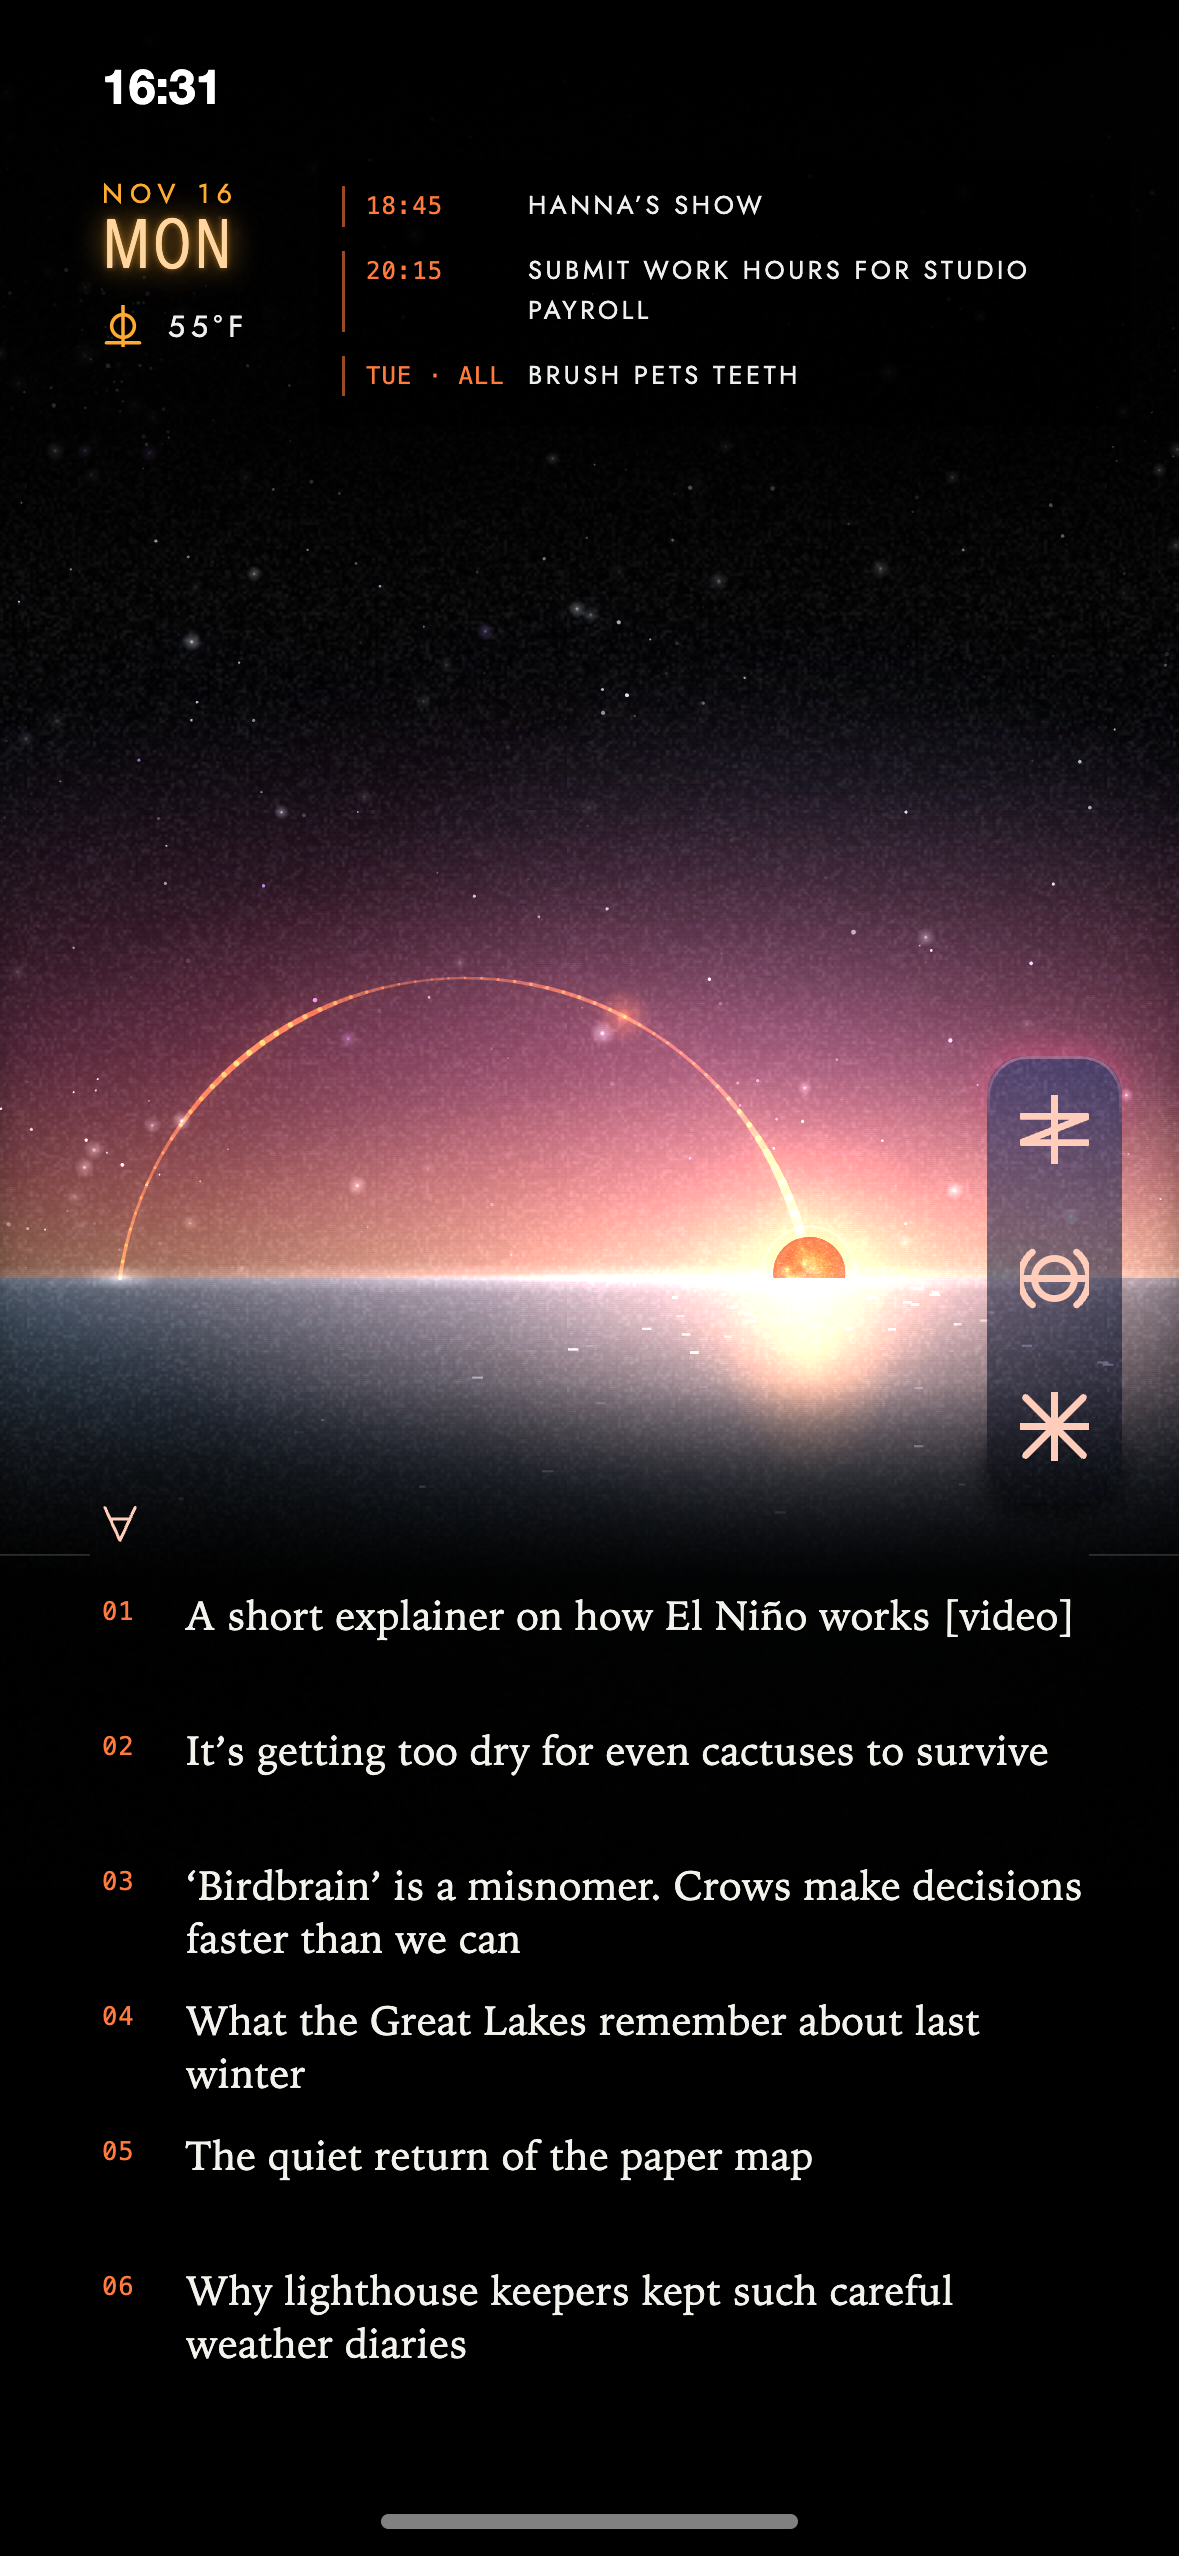 16:31
NOV 16
MON
55°F
18:45 HANNA’S SHOW
20:15 SUBMIT WORK HOURS FOR STUDIO
PAYROLL
TUE · ALL BRUSH PETS TEETH
01 A short explainer on how El Niño works [video]
02 It’s getting too dry for even cactuses to survive
03 ‘Birdbrain’ is a misnomer. Crows make decisions
faster than we can
04 What the Great Lakes remember about last
winter
05 The quiet return of the paper map
06 Why lighthouse keepers kept such careful
weather diaries